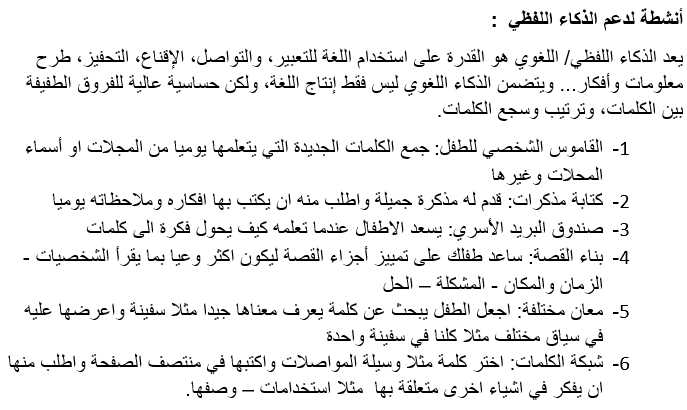 أنشطة لدعم الذكاء اللفظي :
يعد الذكاء اللفظي/ اللغوي هو القدرة على استخدام اللغة للتعبير، والتواصل، الإقناع، التحفيز، طرح
معلومات وأفكار... ويتضمن الذكاء اللغوي ليس فقط إنتاج اللغة، ولكن حساسية عالية للفروق الطفيفة
بين الكلمات، وترتيب وسجع الكلمات.
1- القاموس الشخصي للطفل: جمع الكلمات الجديدة التي يتعلمها يوميا من المجلات او أسماء
المحلات وغيرها
2- كتابة مذكرات: قدم له مذكرة جميلة واطلب منه ان يكتب بها افكاره وملاحظاته يوميا
3- صندوق البريد الأسري: يسعد الاطفال عندما تعلمه كيف يحول فكرة الى كلمات
4- بناء القصة: ساعد طفلك على تمييز أجزاء القصة ليكون اكثر وعيا بما يقرأ الشخصيات -
الزمان والمكان - المشكلة – الحل
5- معان مختلفة: اجعل الطفل يبحث عن كلمة يعرف معناها جيدا مثلا سفينة واعرضها عليه
في سياق مختلف مثلا كلنا في سفينة واحدة
6- شبكة الكلمات: اختر كلمة مثلا وسيلة المواصلات واكتبها في منتصف الصفحة واطلب منها
ان يفكر في اشياء اخرى متعلقة بها مثلا استخدامات – وصفها.